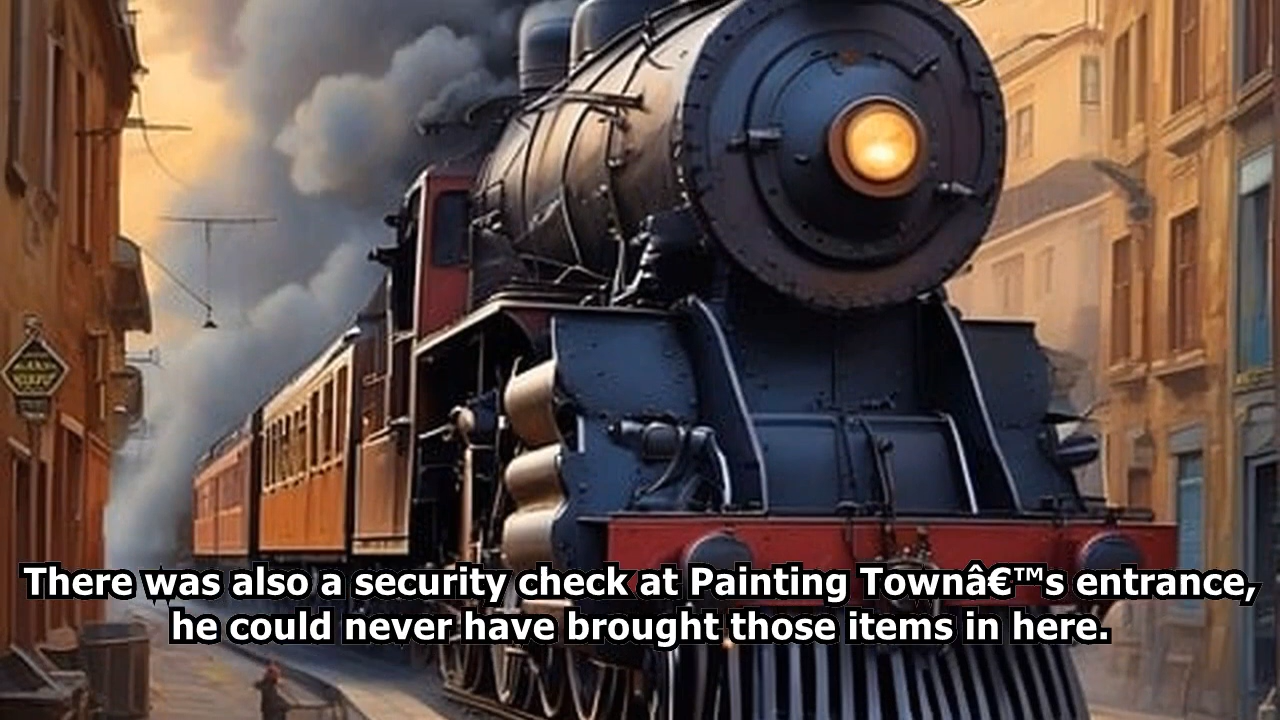 There was also a security check at Painting Townâ€™s entrance,
he could never have brought those items in here.